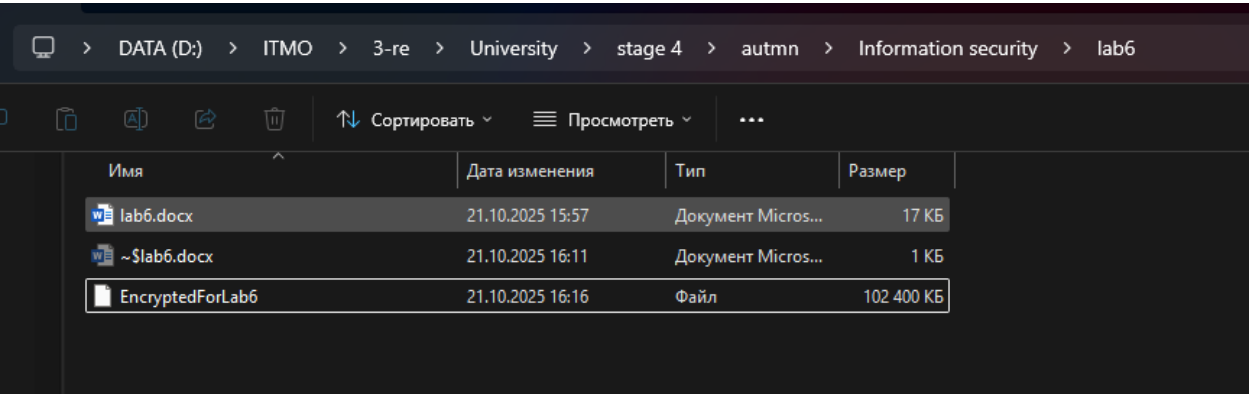 DATA (D:) > ITMO > 3-re > University > stage 4 > autmn > Information security > lab6
Сортировать Просмотреть ...
Имя Дата изменения Тип Размер
lab6.docx 21.10.2025 15:57 Документ Micros... 17 КБ
~$lab6.docx 21.10.2025 16:11 Документ Micros... 1 КБ
EncryptedForLab6 21.10.2025 16:16 Файл 102 400 КБ